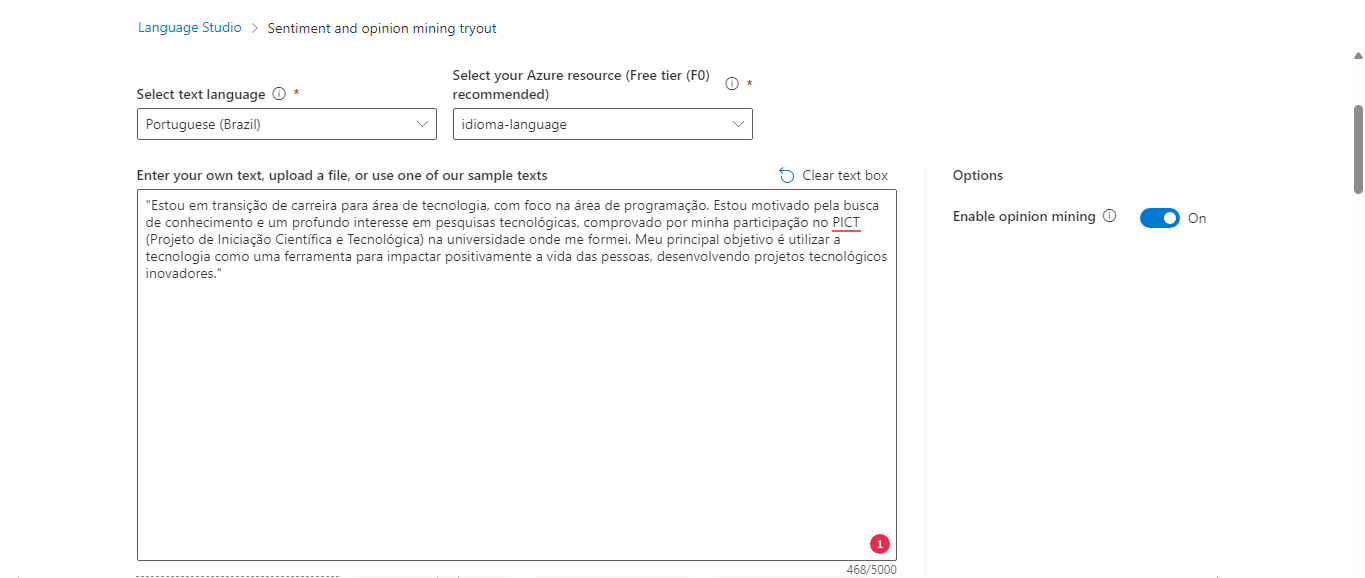 Language Studio > Sentiment and opinion mining tryout
Select text language *
Select your Azure resource (Free tier (F0)
recommended) *
Portuguese (Brazil)
idioma-language
Enter your own text, upload a file, or use one of our sample texts
Clear text box
"Estou em transição de carreira para área de tecnologia, com foco na área de programação. Estou motivado pela busca
de conhecimento e um profundo interesse em pesquisas tecnológicas, comprovado por minha participação no PICT
(Projeto de Iniciação Científica e Tecnológica) na universidade onde me formei. Meu principal objetivo é utilizar a
tecnologia como uma ferramenta para impactar positivamente a vida das pessoas, desenvolvendo projetos tecnológicos
inovadores."
1
468/5000
Options
Enable opinion mining
On